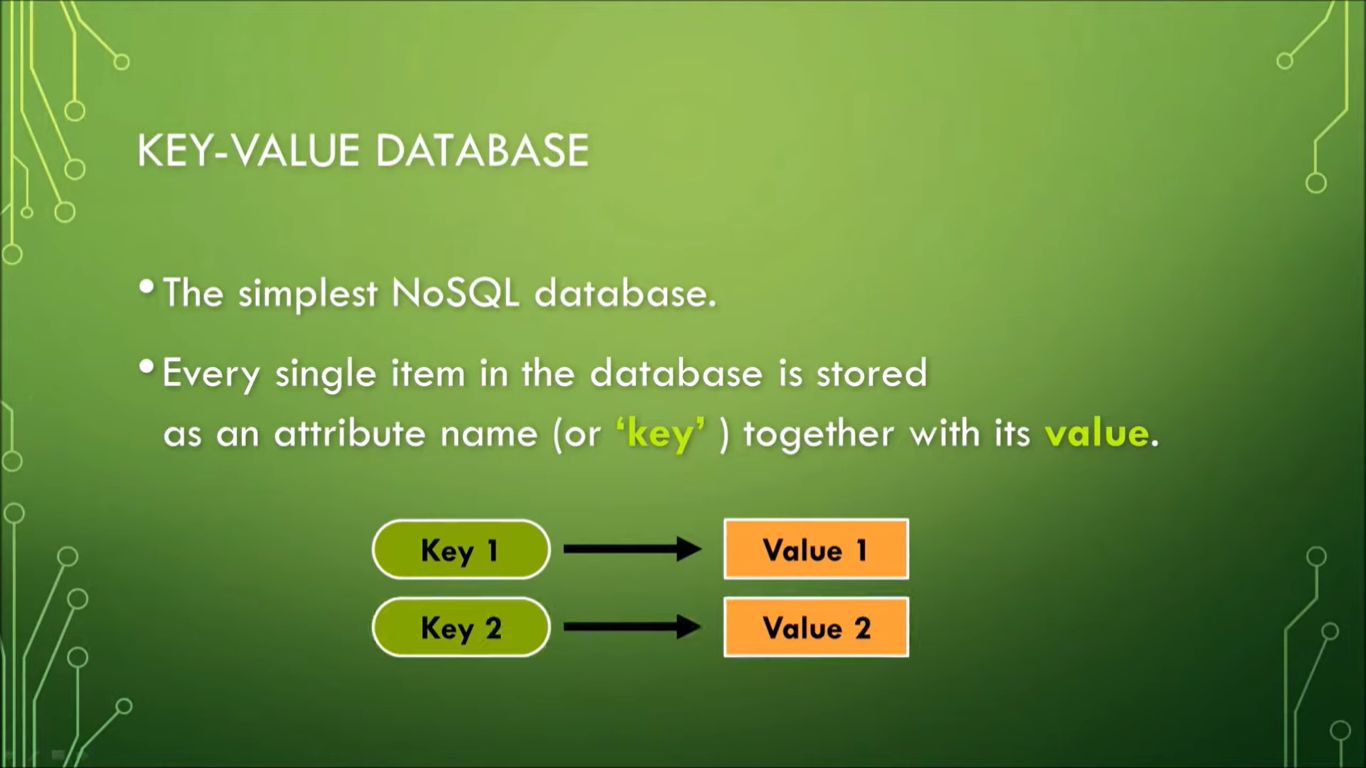 KEY-VALUE DATABASE
•The simplest NoSQL database.
•Every single item in the database is stored
as an attribute name (or ‘key’ ) together with its value.
Key 1 Value 1
Key 2 Value 2